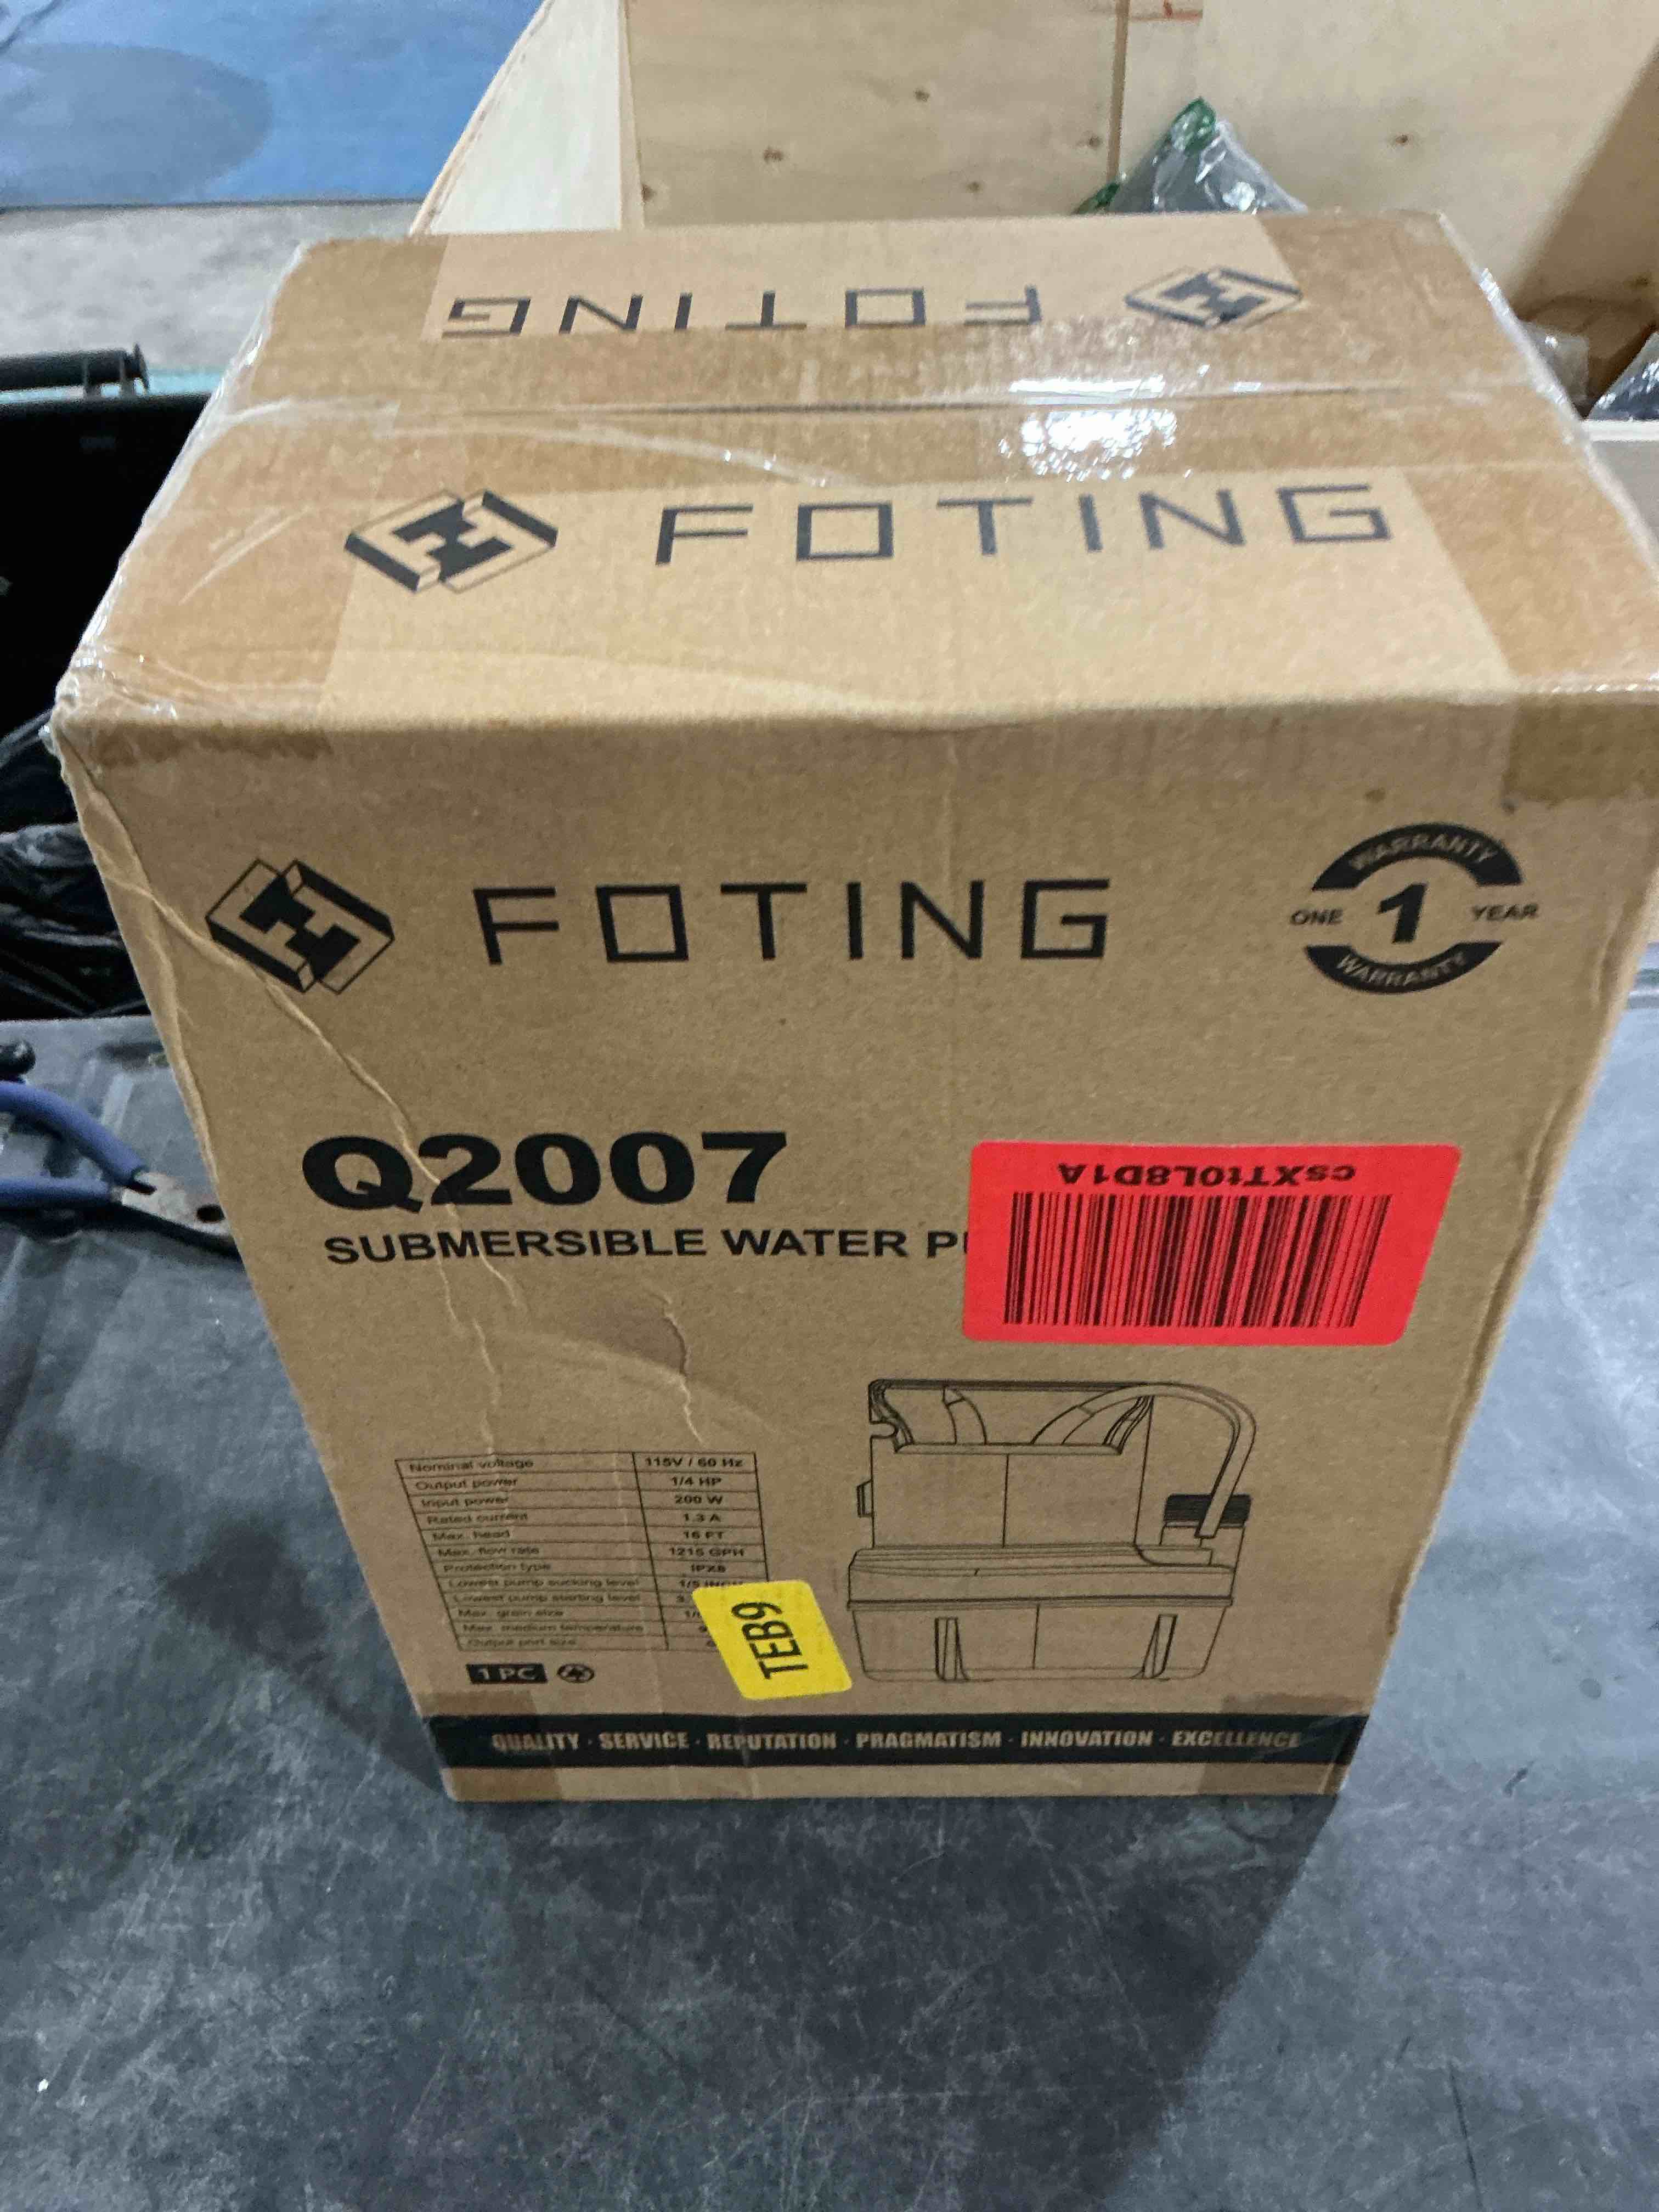 FOTING
FOTING
FOTING
WARRANTY
ONE 1 YEAR
WARRANTY
Q2007
SUBMERSIBLE WATER
csXTt0L8D1A
Nominal voltage 115V / 60 Hz
Output power 1/4 HP
Input power 200 W
Rated current 1.3 A
Max. head 16 FT
Max. flow rate 1215 GPH
Protection type IPX8
Lowest pump sucking level 1/5
Lowest pump starting level
Max. grain size
Max. medium temperature
Output port size
TEB9
1 PC
QUALITY · SERVICE · REPUTATION · PRAGMATISM · INNOVATION · EXCELLENCE